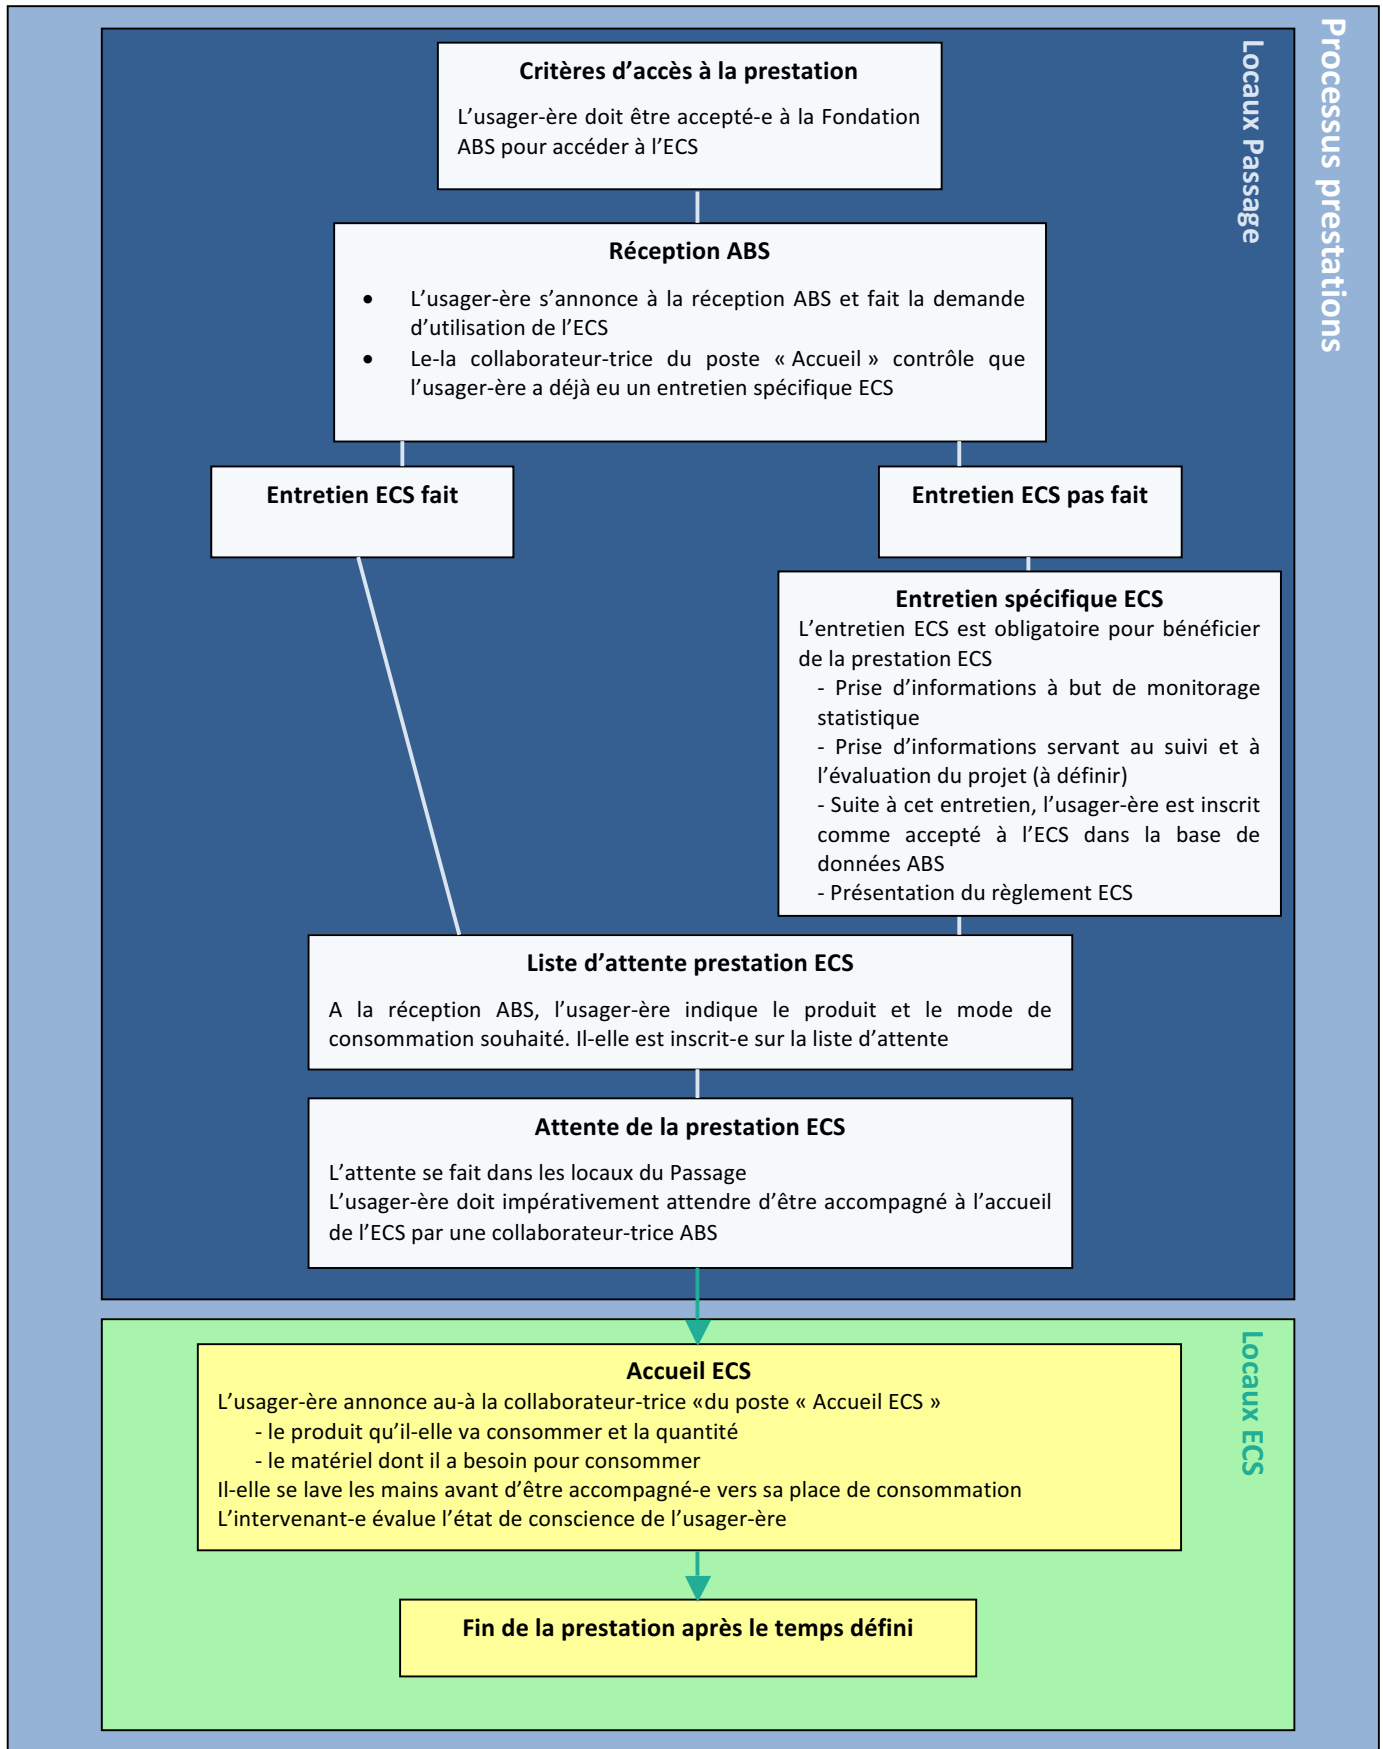 Processus prestations
Locaux Passage
Critères d’accès à la prestation
L’usager-ère doit être accepté-e à la Fondation
ABS pour accéder à l’ECS
Réception ABS
• L’usager-ère s’annonce à la réception ABS et fait la demande
d’utilisation de l’ECS
• Le-la collaborateur-trice du poste « Accueil » contrôle que
l’usager-ère a déjà eu un entretien spécifique ECS
Entretien ECS fait
Entretien ECS pas fait
Entretien spécifique ECS
L’entretien ECS est obligatoire pour bénéficier
de la prestation ECS
- Prise d’informations à but de monitorage
statistique
- Prise d’informations servant au suivi et à
l’évaluation du projet (à définir)
- Suite à cet entretien, l’usager-ère est inscrit
comme accepté à l’ECS dans la base de
données ABS
- Présentation du règlement ECS
Liste d’attente prestation ECS
A la réception ABS, l’usager-ère indique le produit et le mode de
consommation souhaité. Il-elle est inscrit-e sur la liste d’attente
Attente de la prestation ECS
L’attente se fait dans les locaux du Passage
L’usager-ère doit impérativement attendre d’être accompagné à l’accueil
de l’ECS par une collaborateur-trice ABS
Locaux ECS
Accueil ECS
L’usager-ère annonce au-à la collaborateur-trice «du poste « Accueil ECS »
- le produit qu’il-elle va consommer et la quantité
- le matériel dont il a besoin pour consommer
Il-elle se lave les mains avant d’être accompagné-e vers sa place de consommation
L’intervenant-e évalue l’état de conscience de l’usager-ère
Fin de la prestation après le temps défini